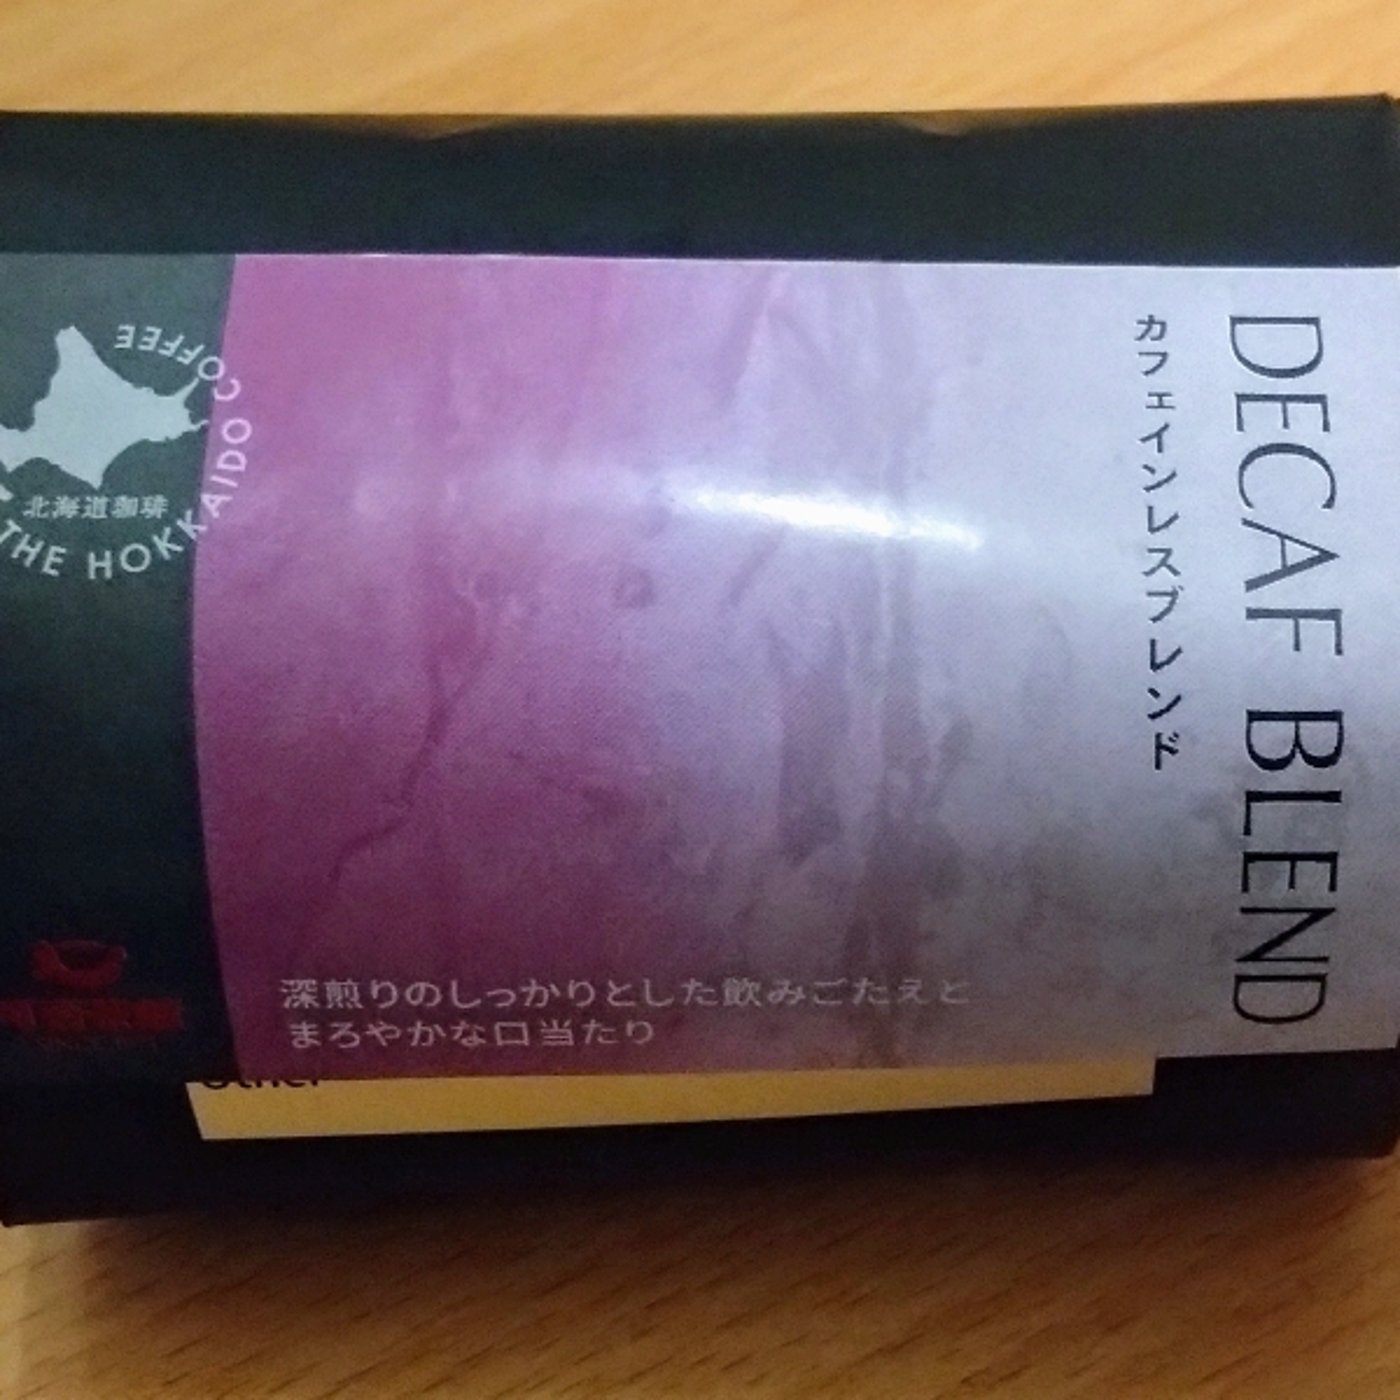 DECAF BLEND
カフェインレスブレンド
THE HOKKAIDO COFFEE
北海道珈琲
深煎りのしっかりとした飲みごたえと
まろやかな口当たり